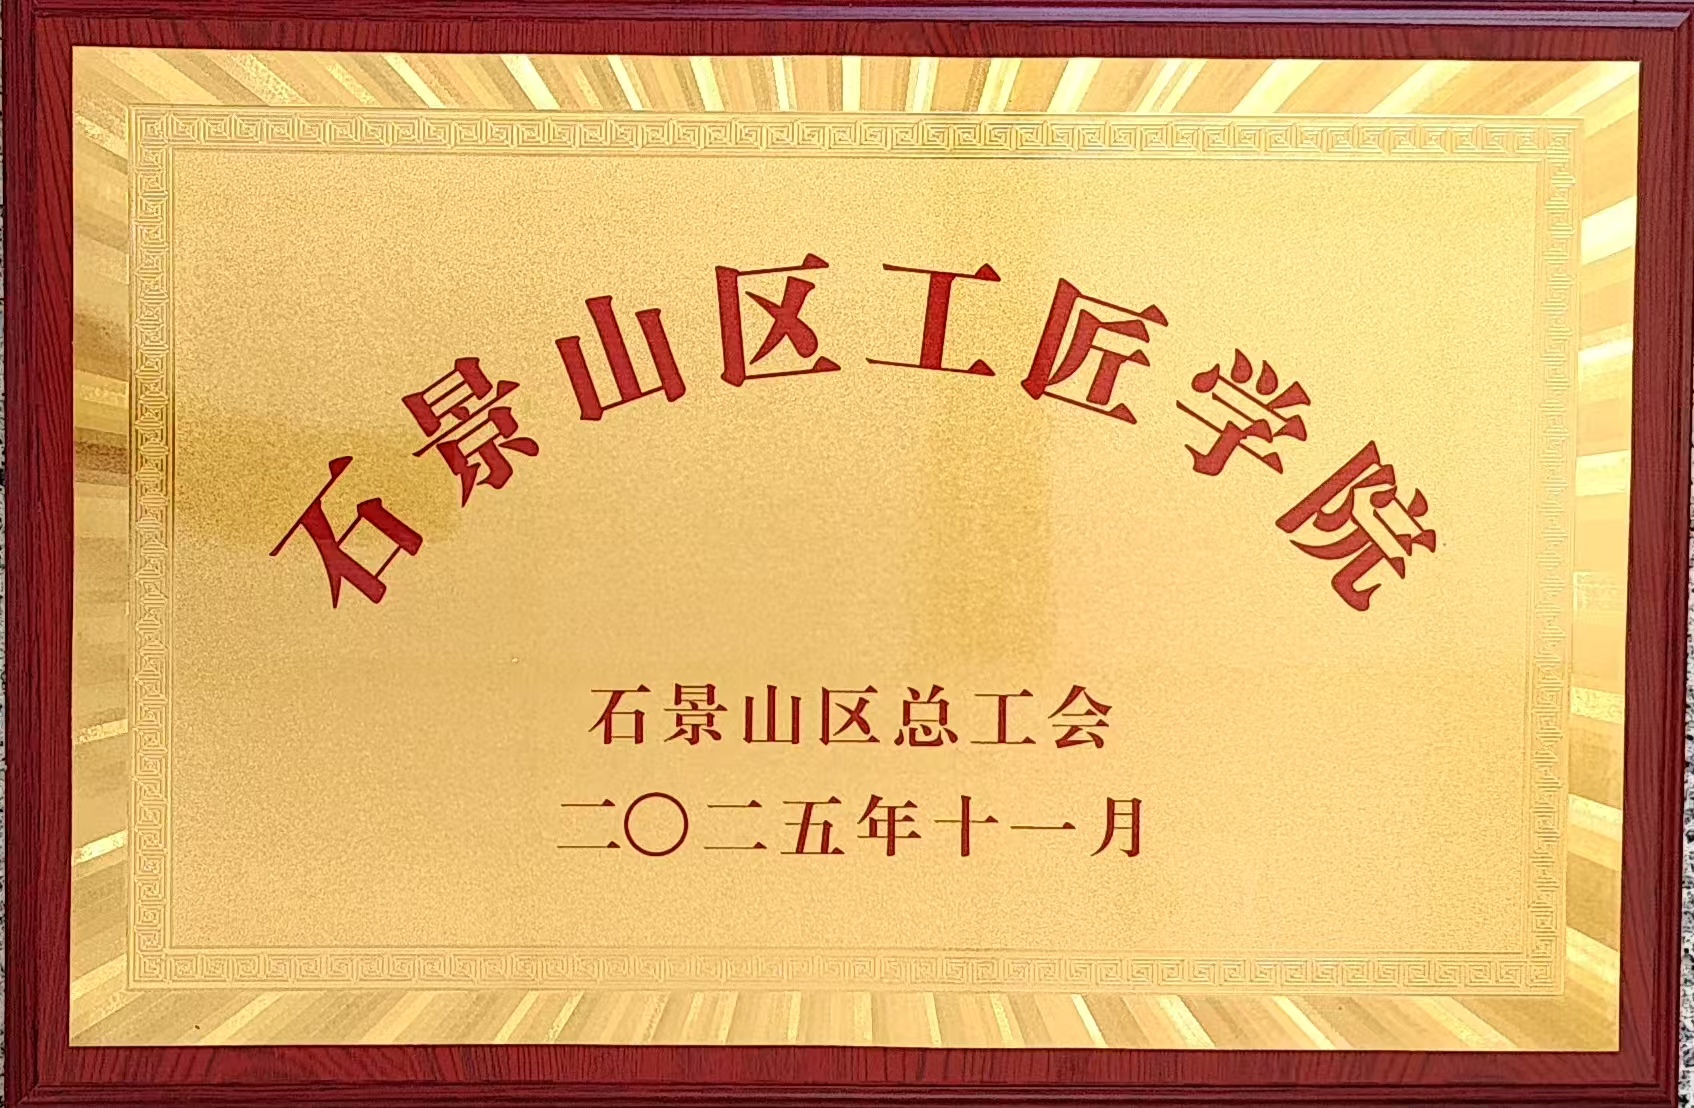 石景山区工匠学院
石景山区总工会
二〇二五年十一月